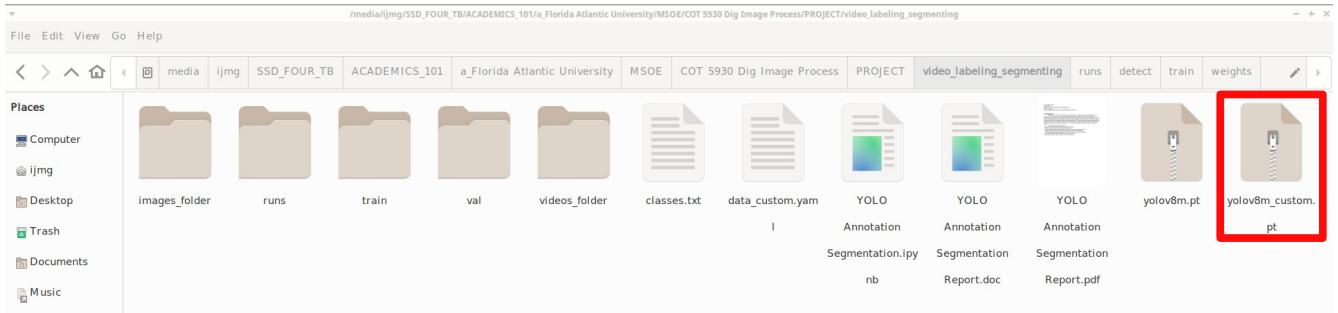 /media/ijmg/SSD_FOUR_TB/ACADEMICS_101/a_Florida Atlantic University/MSOE/COT 5930 Dig Image Process/PROJECT/video_labeling_segmenting
File Edit View Go Help
media ijmg SSD_FOUR_TB ACADEMICS_101 a_Florida Atlantic University MSOE COT 5930 Dig Image Process PROJECT video_labeling_segmenting runs detect train weights
Places
Computer
ijmg
Desktop
Trash
Documents
Music
images_folder
runs
train
val
videos_folder
classes.txt
data_custom.yam
l
YOLO
Annotation
Segmentation.ipy
nb
YOLO
Annotation
Segmentation
Report.doc
YOLO
Annotation
Segmentation
Report.pdf
yolov8m.pt
yolov8m_custom.
pt